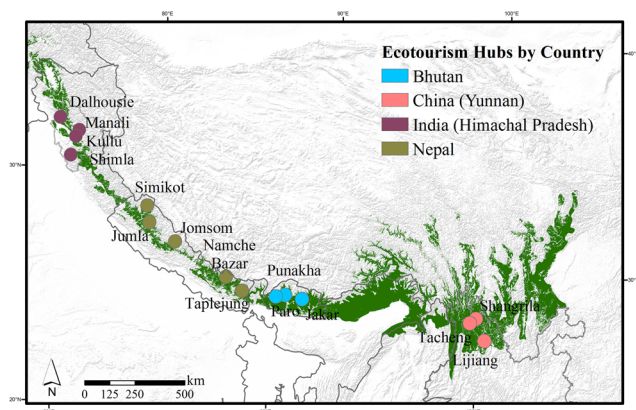 80°E
90°E
100°E
40°N
Ecotourism Hubs by Country
Bhutan
China (Yunnan)
India (Himachal Pradesh)
Nepal
Dalhousie
Manali
Kullu
Shimla
30°N
Simikot
Jumla
Jomsom
Namche
Bazar
Punakha
30°N
Taplejung
Paro
Jakar
Shangrila
Tacheng
Lijiang
N
km
0 125 250 500
20°N